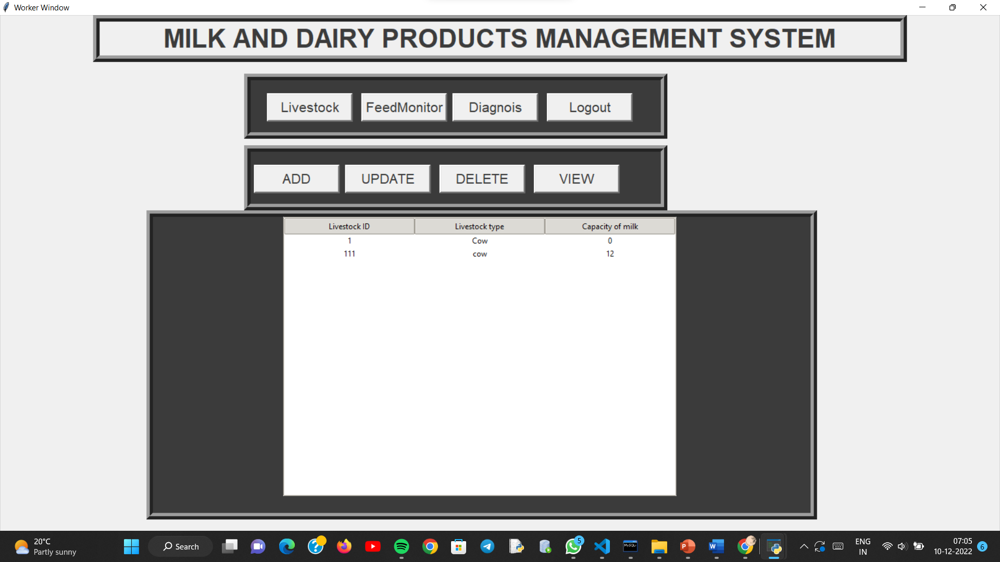 Worker Window
MILK AND DAIRY PRODUCTS MANAGEMENT SYSTEM
Livestock FeedMonitor Diagnois Logout
ADD UPDATE DELETE VIEW
Livestock ID Livestock type Capacity of milk
1 Cow 0
111 cow 12
20°C
Partly sunny
Search
5
MySQL
P
W
ENG
IN
07:05
10-12-2022
6